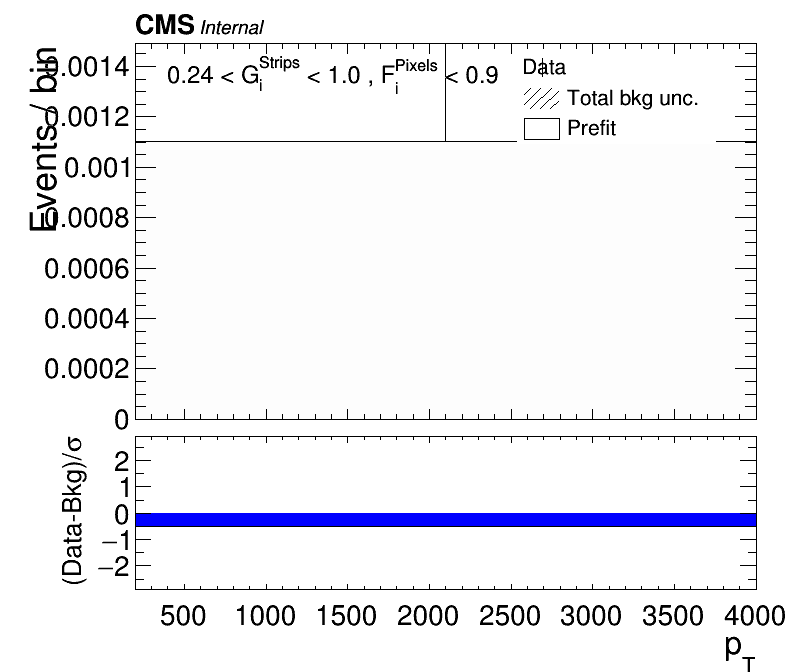 CMS Internal
Events / bin
0.24 < G_i^Strips < 1.0 , F_i^Pixels < 0.9
Data
Total bkg unc.
Prefit
0.0014
0.0012
0.001
0.0008
0.0006
0.0004
0.0002
0
(Data-Bkg)/σ
2
1
0
−1
−2
500 1000 1500 2000 2500 3000 3500 4000
p_T